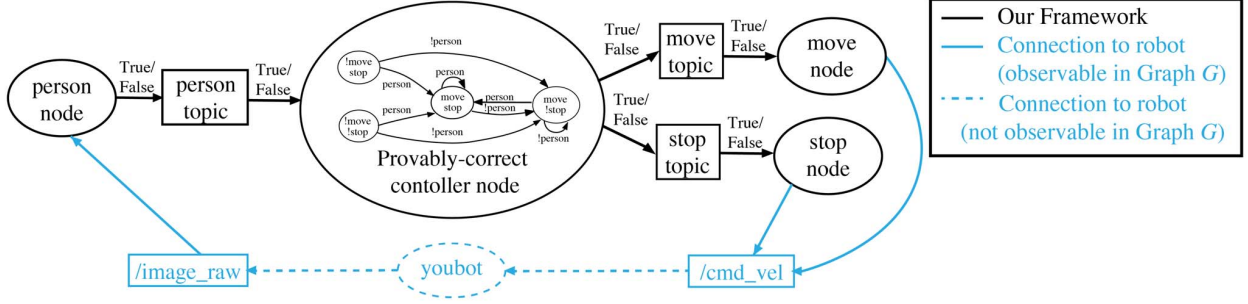 person
node
True/
False
person
topic
True/
False
!person
!move
stop
person
person
move
stop
person
!person
move
!stop
person
move
!stop
!person
!person
Provably-correct
contoller node
True/
False
move
topic
True/
False
move
node
True/
False
stop
topic
True/
False
stop
node
/image_raw
youbot
/cmd_vel
Our Framework
Connection to robot
(observable in Graph G)
Connection to robot
(not observable in Graph G)